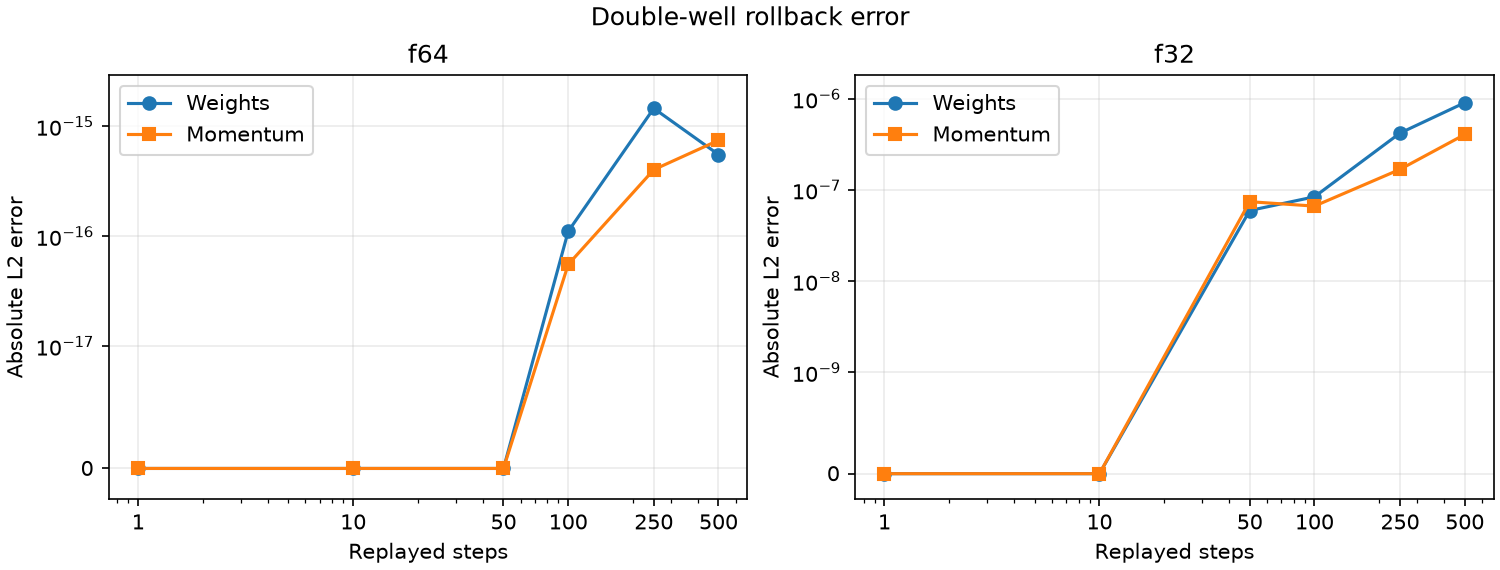 Double-well rollback error
f64
Weights
Momentum
Absolute L2 error
10⁻¹⁵
10⁻¹⁶
10⁻¹⁷
0
1 10 50 100 250 500
Replayed steps
f32
Weights
Momentum
Absolute L2 error
10⁻⁶
10⁻⁷
10⁻⁸
10⁻⁹
0
1 10 50 100 250 500
Replayed steps